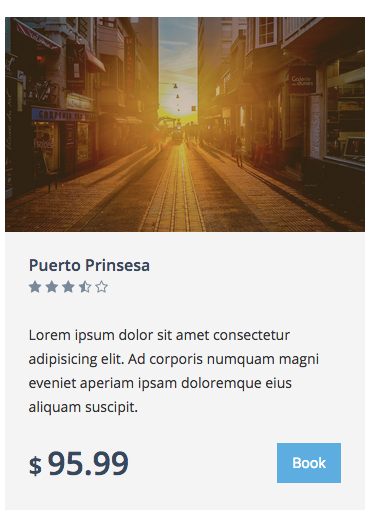 Puerto Prinsesa
Lorem ipsum dolor sit amet consectetur
adipisicing elit. Ad corporis numquam magni
eveniet aperiam ipsam doloremque eius
aliquam suscipit.
$ 95.99
Book